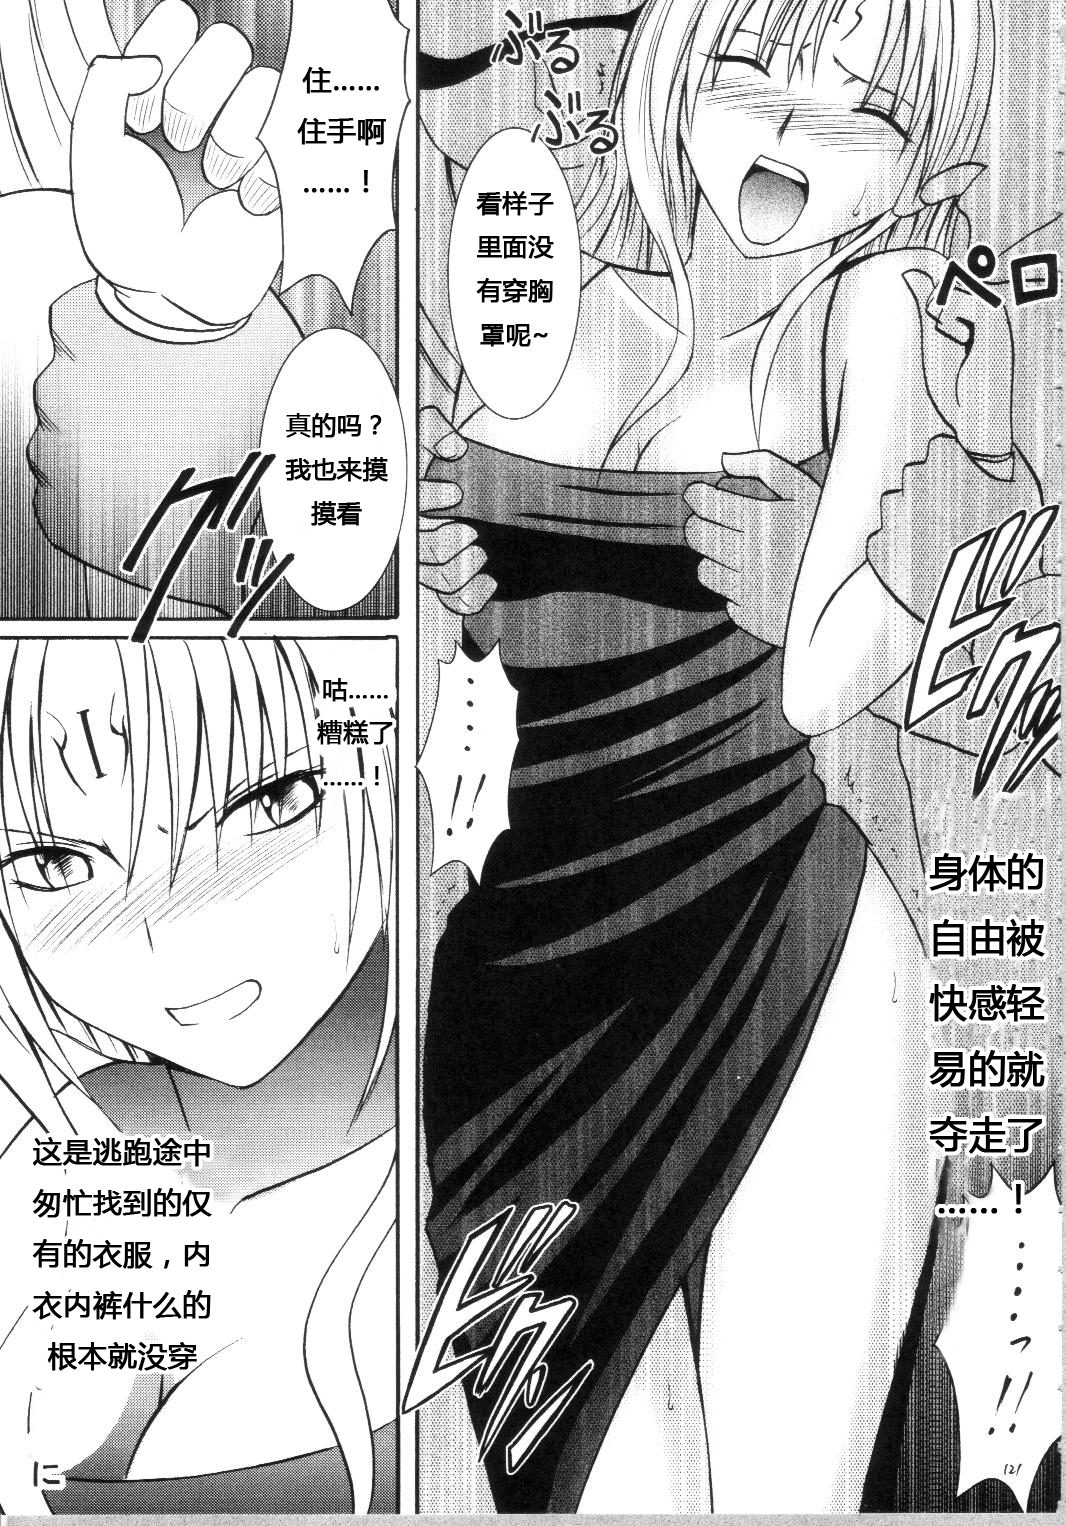 ぶる
ぶる
看样子
里面没
有穿胸
罩呢~
ペロ
ビクッ
身体的
自由被
快感轻
易的就
夺走了
……！
……っ!!
……!!
ビクン
住……
住手啊
……！
真的吗？
我也来摸
摸看
グッ
咕……
糟糕了
……！
这是逃跑途中
匆忙找到的仅
有的衣服，内
衣内裤什么的
根本就没穿
に
121